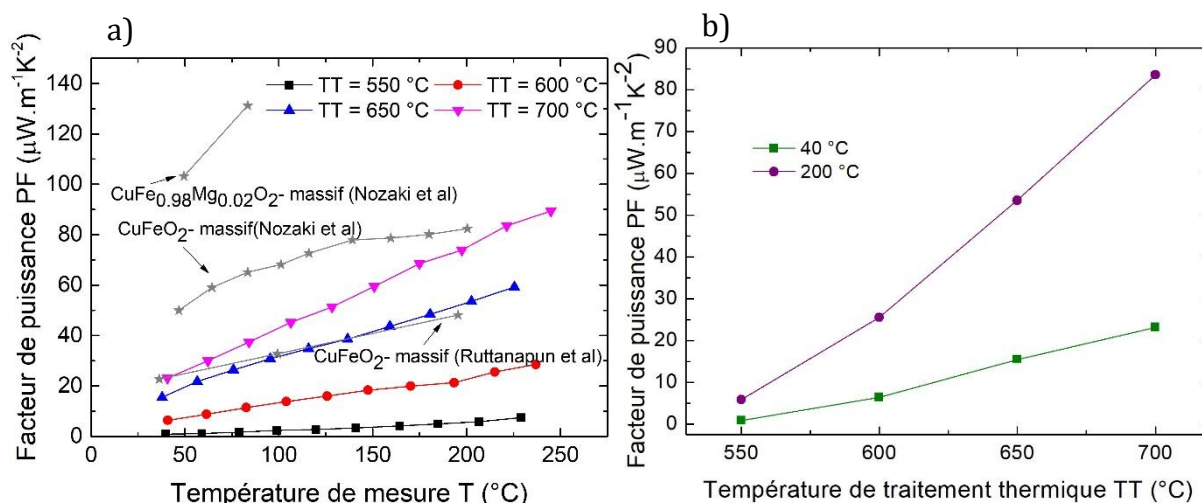 a)
Facteur de puissance PF (μW.m⁻¹K⁻²)
140
120
100
80
60
40
20
0
TT = 550 °C
TT = 600 °C
TT = 650 °C
TT = 700 °C
CuFe0.98Mg0.02O2- massif (Nozaki et al)
CuFeO2- massif(Nozaki et al)
CuFeO2- massif (Ruttanapun et al)
0 50 100 150 200 250
Température de mesure T (°C)
b)
Facteur de puissance PF (μW.m⁻¹K⁻²)
90
80
70
60
50
40
30
20
10
0
40 °C
200 °C
550 600 650 700
Température de traitement thermique TT (°C)